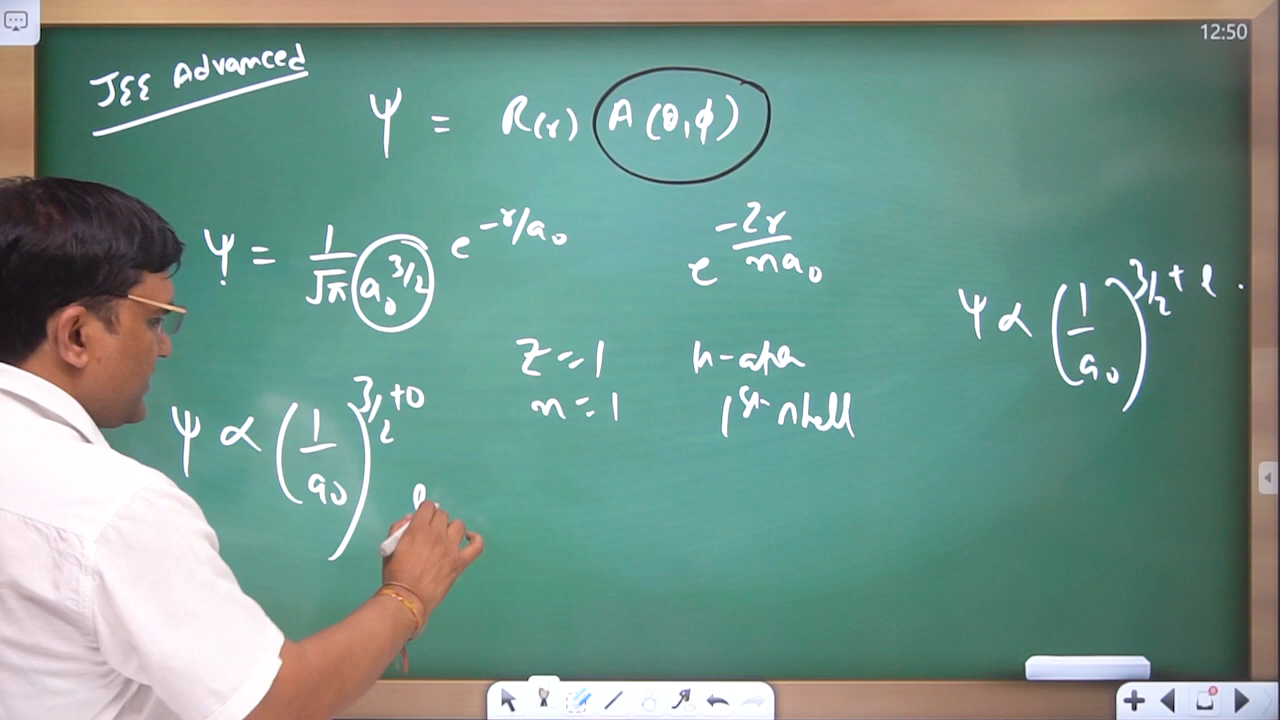 12:50
JEE Advanced
ψ = R(r) A(θ,ϕ)
ψ = 1/√π a₀^3/2 e^-r/a₀
e^-2r/na₀
ψ ∝ (1/a₀)^3/2 + l .
z = 1 H-atom
n = 1 1st shell
ψ ∝ (1/a₀)^3/2 + 0
l